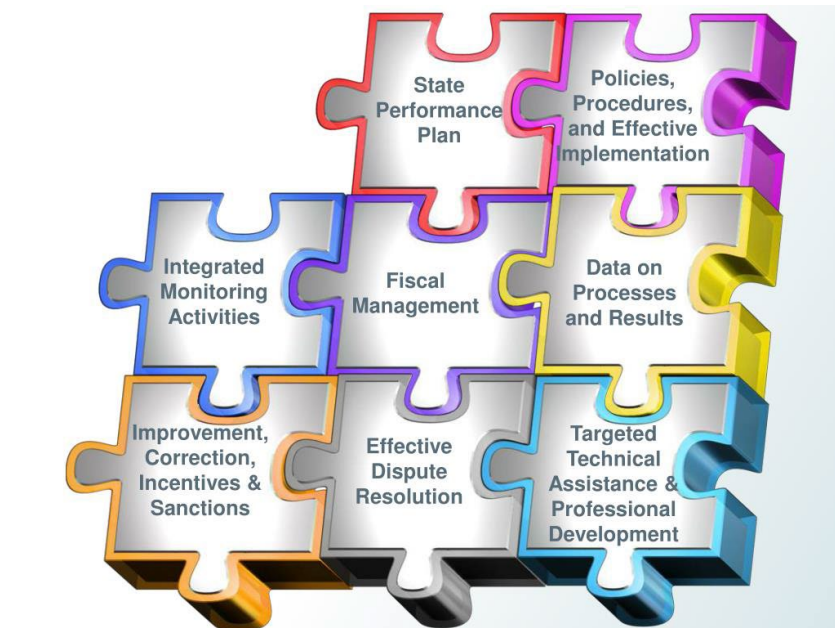 State
Performance
Plan
Policies,
Procedures,
and Effective
Implementation
Integrated
Monitoring
Activities
Fiscal
Management
Data on
Processes
and Results
Improvement,
Correction,
Incentives &
Sanctions
Effective
Dispute
Resolution
Targeted
Technical
Assistance &
Professional
Development